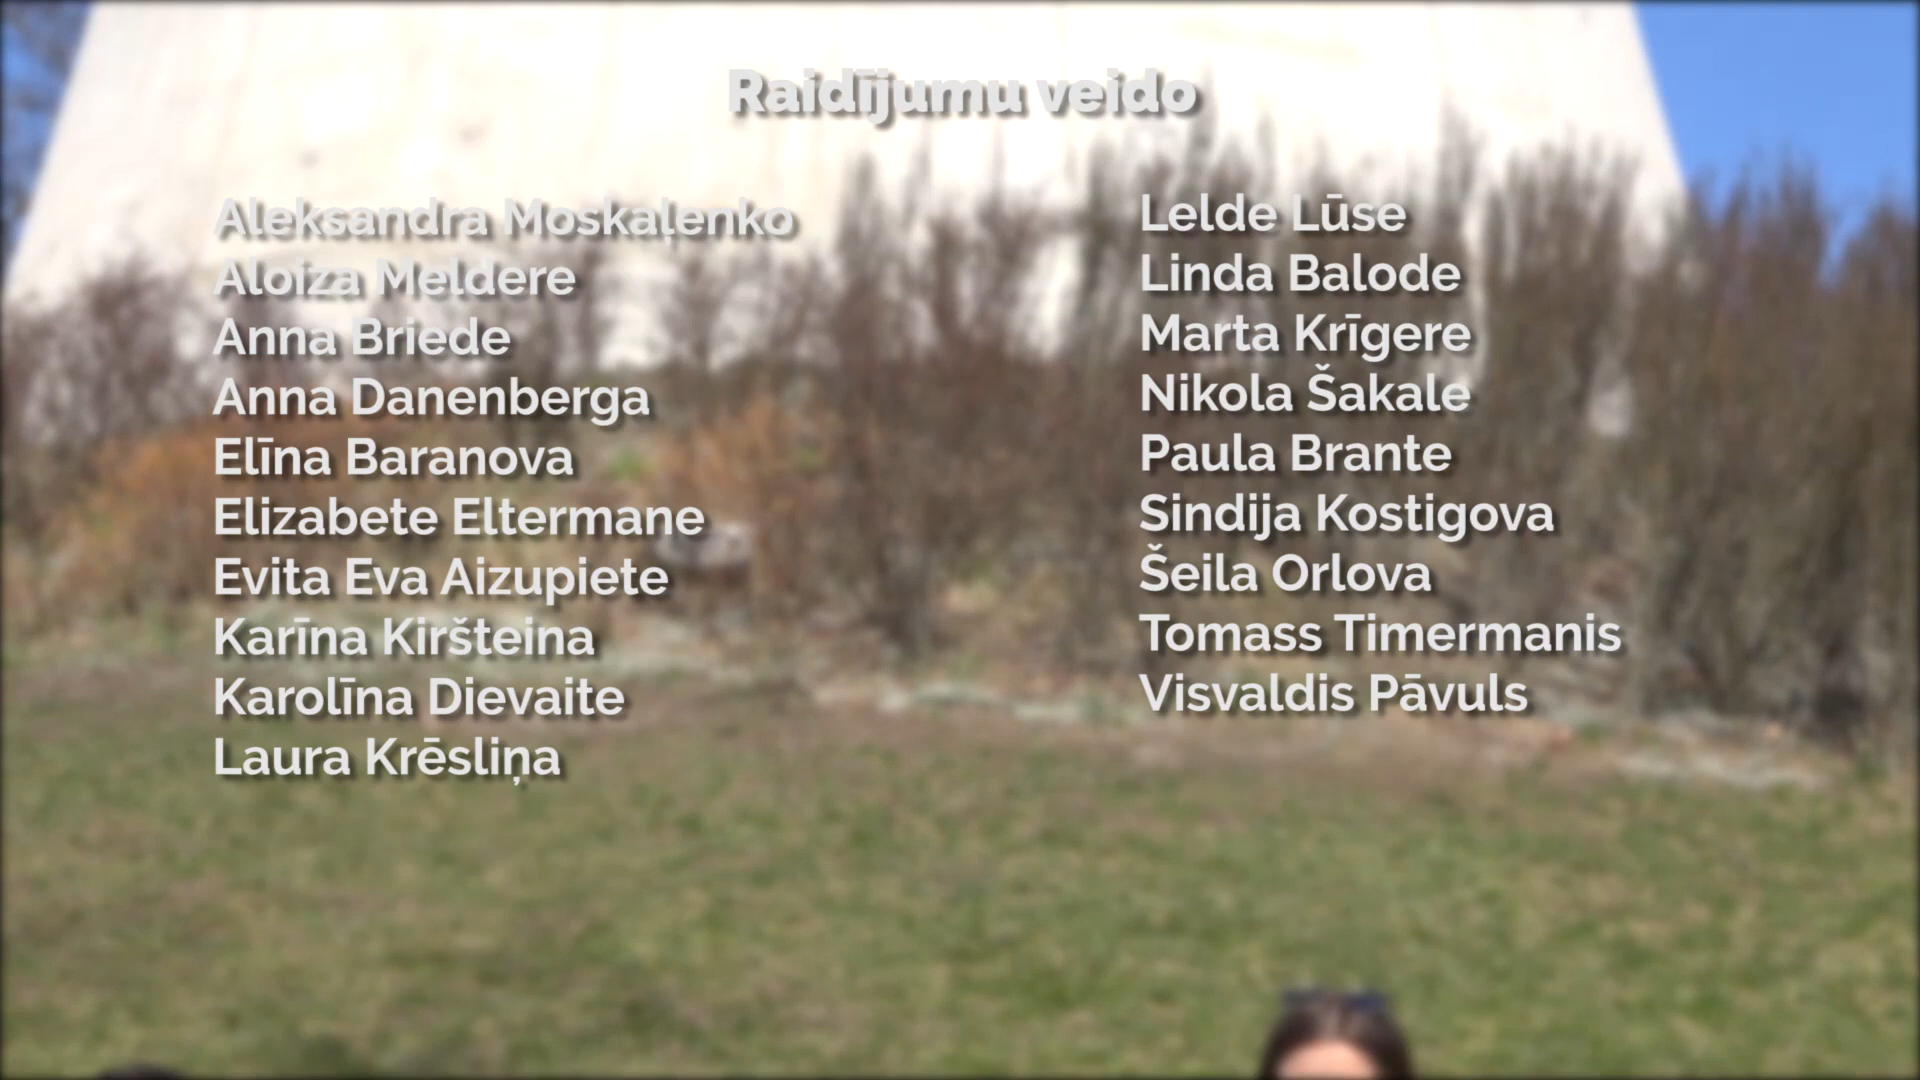 Raidījumu veido
Aleksandra Moskaļenko
Aloiza Meldere
Anna Briede
Anna Danenberga
Elīna Baranova
Elizabete Eltermane
Evita Eva Aizupiete
Karīna Kiršteina
Karolīna Dievaite
Laura Krēsliņa
Lelde Lūse
Linda Balode
Marta Krīgere
Nikola Šakale
Paula Brante
Sindija Kostigova
Šeila Orlova
Tomass Timermanis
Visvaldis Pāvuls